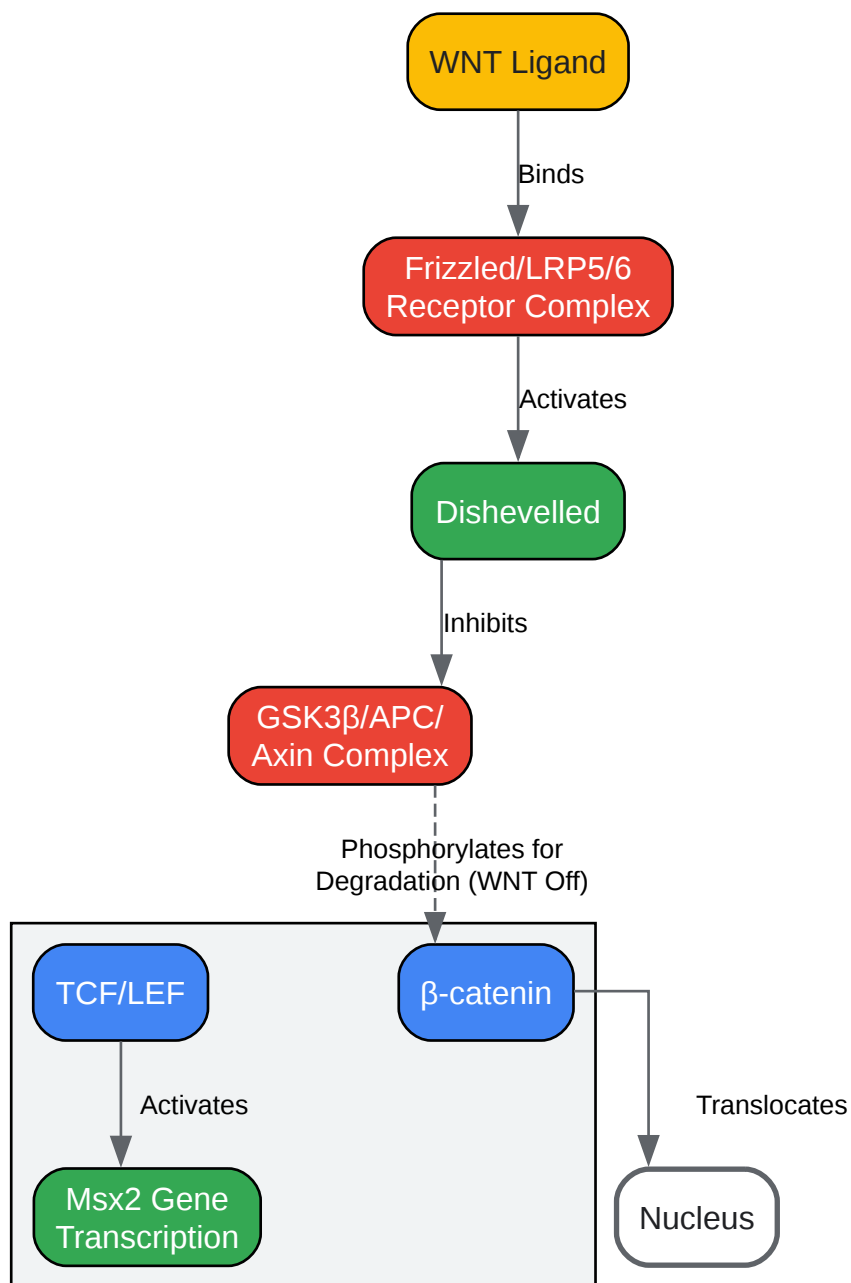 WNT Ligand
Binds
Frizzled/LRP5/6
Receptor Complex
Activates
Dishevelled
Inhibits
GSK3β/APC/
Axin Complex
Phosphorylates for
Degradation (WNT Off)
TCF/LEF
β-catenin
Activates
Translocates
Msx2 Gene
Transcription
Nucleus